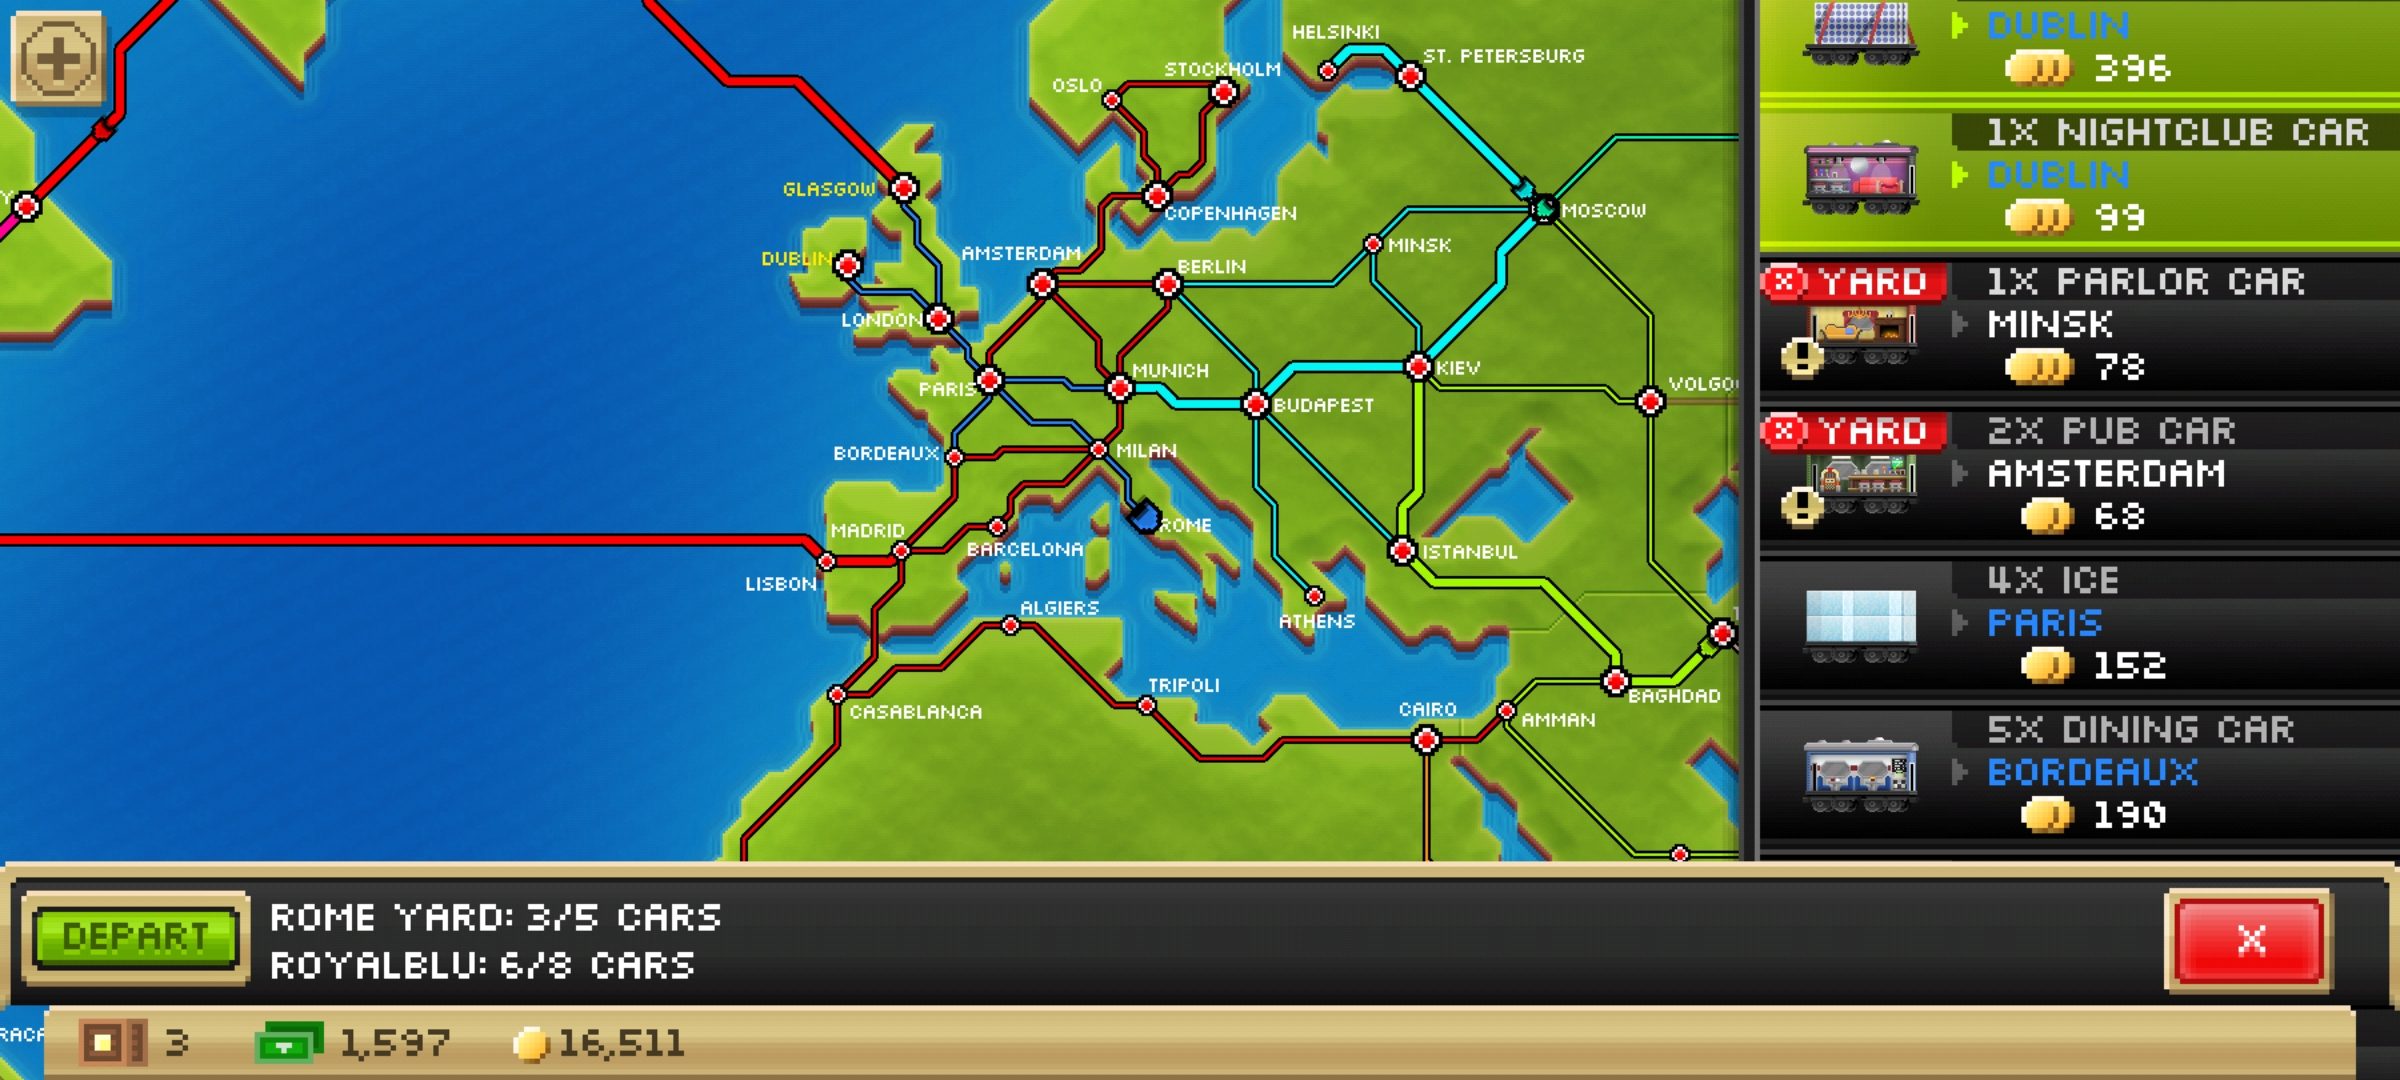 HELSINKI
ST. PETERSBURG
STOCKHOLM
OSLO
GLASGOW
COPENHAGEN
MOSCOW
MINSK
AMSTERDAM
BERLIN
DUBLIN
LONDON
MUNICH
KIEV
PARIS
VOLGO
BUDAPEST
BORDEAUX
MILAN
MADRID
ROME
BARCELONA
ISTANBUL
LISBON
ALGIERS
ATHENS
TRIPOLI
BAGHDAD
CASABLANCA
CAIRO
AMMAN
DUBLIN
396
1X NIGHTCLUB CAR
DUBLIN
99
X YARD
1X PARLOR CAR
MINSK
! 78
X YARD
2X PUB CAR
AMSTERDAM
! 68
4X ICE
PARIS
152
5X DINING CAR
BORDEAUX
190
DEPART
ROME YARD: 3/5 CARS
ROYALBLU: 6/8 CARS
X
3
1,597
16,511